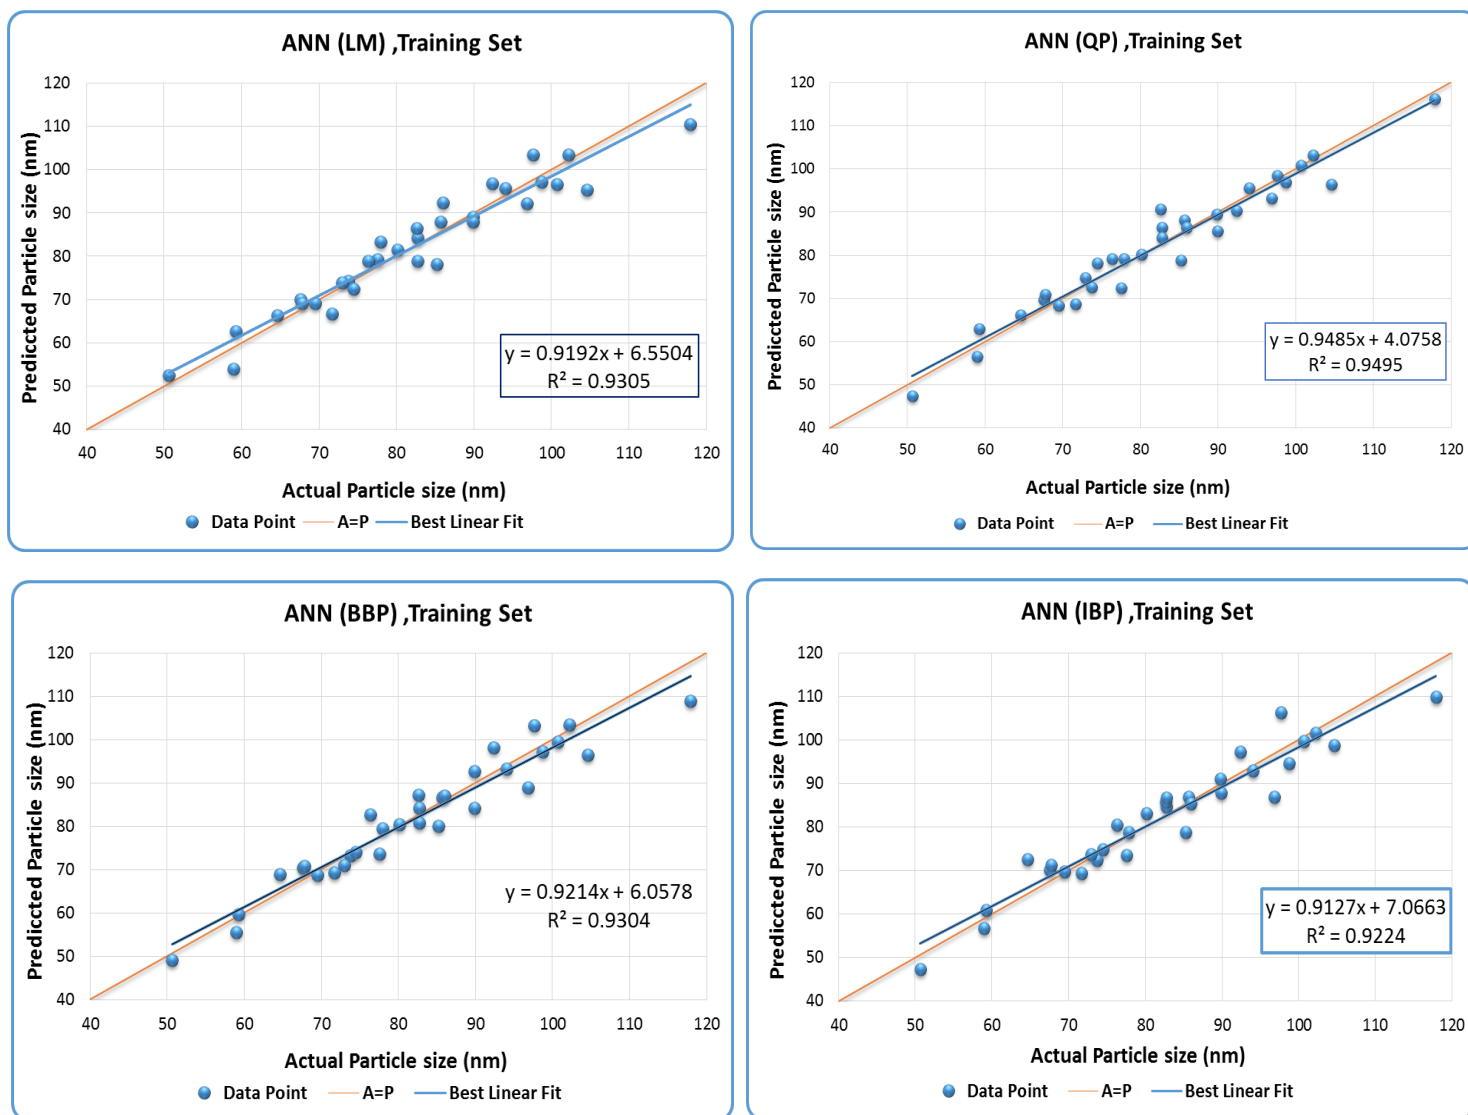 ANN (LM) ,Training Set
120
110
100
90
80
70
60
50
40
Prediccted Particle size (nm)
y = 0.9192x + 6.5504
R² = 0.9305
40 50 60 70 80 90 100 110 120
Actual Particle size (nm)
Data Point A=P Best Linear Fit
ANN (QP) ,Training Set
120
110
100
90
80
70
60
50
40
Prediccted Particle size (nm)
y = 0.9485x + 4.0758
R² = 0.9495
40 50 60 70 80 90 100 110 120
Actual Particle size (nm)
Data Point A=P Best Linear Fit
ANN (BBP) ,Training Set
120
110
100
90
80
70
60
50
40
Prediccted Particle size (nm)
y = 0.9214x + 6.0578
R² = 0.9304
40 50 60 70 80 90 100 110 120
Actual Particle size (nm)
Data Point A=P Best Linear Fit
ANN (IBP) ,Training Set
120
110
100
90
80
70
60
50
40
Prediccted Particle size (nm)
y = 0.9127x + 7.0663
R² = 0.9224
40 50 60 70 80 90 100 110 120
Actual Particle size (nm)
Data Point A=P Best Linear Fit